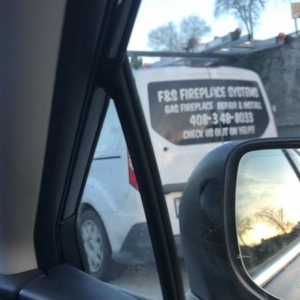 F&S FIREPLACE SYSTEMS
GAS FIREPLACE REPAIR & INSTALL
408-348-8033
CHECK US OUT ON YELP!